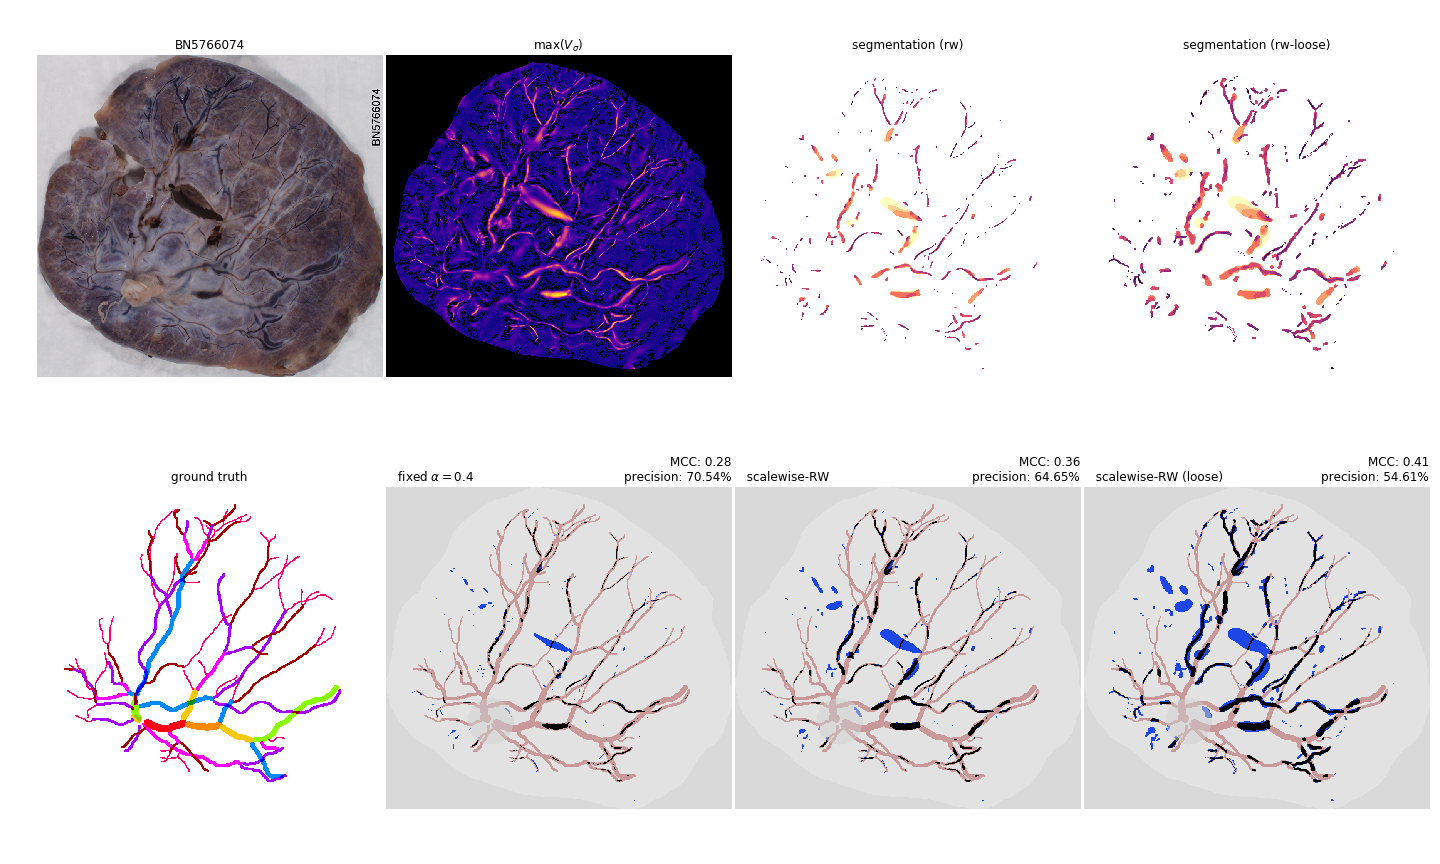 BN5766074
max(Vσ)
segmentation (rw)
segmentation (rw-loose)
BN5766074
ground truth
fixed α = 0.4
MCC: 0.28
precision: 70.54%
scalewise-RW
MCC: 0.36
precision: 64.65%
scalewise-RW (loose)
MCC: 0.41
precision: 54.61%